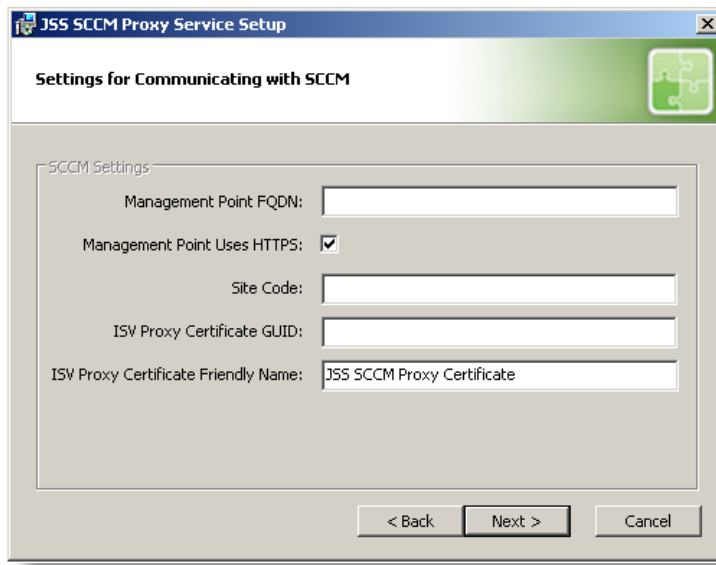 JSS SCCM Proxy Service Setup
Settings for Communicating with SCCM
SCCM Settings
Management Point FQDN:
Management Point Uses HTTPS:
Site Code:
ISV Proxy Certificate GUID:
ISV Proxy Certificate Friendly Name: JSS SCCM Proxy Certificate
< Back Next > Cancel